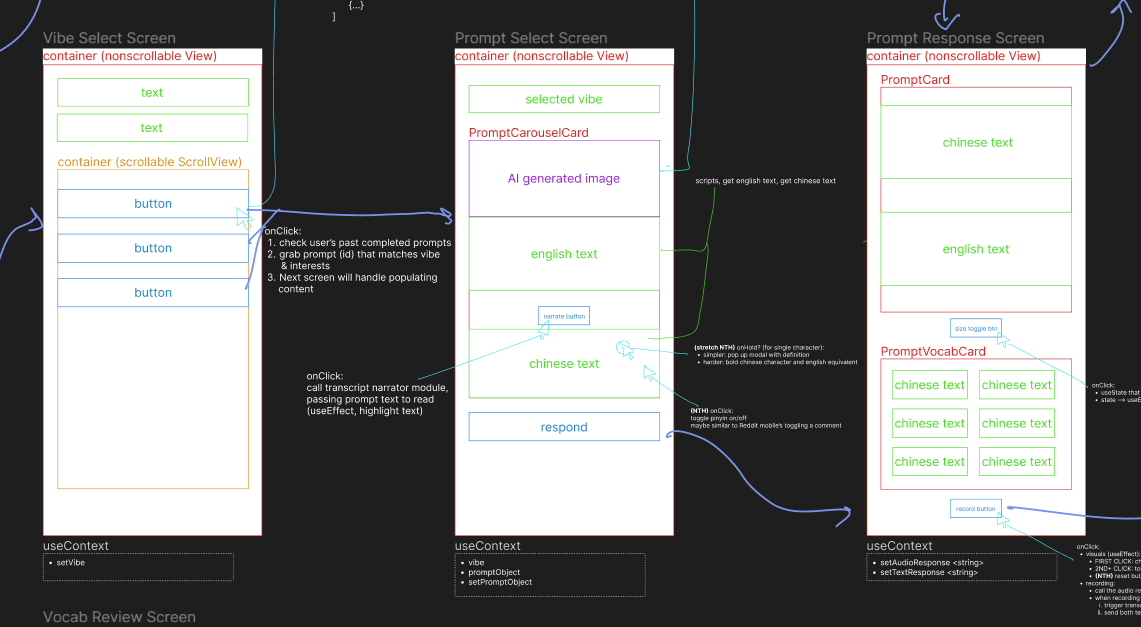 {...}
]
Vibe Select Screen
container (nonscrollable View)
text
text
container (scrollable ScrollView)
button
button
button
onClick:
1. check user's past completed prompts
2. grab prompt (id) that matches vibe
& interests
3. Next screen will handle populating
content
useContext
• setVibe
Vocab Review Screen
Prompt Select Screen
container (nonscrollable View)
selected vibe
PromptCarouselCard
AI generated image
english text
narrate button
chinese text
respond
scripts, get english text, get chinese text
onClick:
call transcript narrator module,
passing prompt text to read
(useEffect, highlight text)
(stretch NTH) onHold? (for single character):
• simpler: pop up modal with definition
• harder: bold chinese character and english equivalent
(NTH) onClick:
toggle pinyin on/off
maybe similar to Reddit mobile's toggling a comment
useContext
• vibe
• promptObject
• setPromptObject
Prompt Response Screen
container (nonscrollable View)
PromptCard
chinese text
english text
size toggle btn
PromptVocabCard
chinese text chinese text
chinese text chinese text
chinese text chinese text
record button
onClick:
• useState that
• state --> useE
useContext
• setAudioResponse <string>
• setTextResponse <string>
onClick:
• visuals (useEffect):
• FIRST CLICK: ch
• 2ND+ CLICK: to
• (NTH) reset but
• recording:
• call the audio re
• when recording
i. trigger trans
ii. send both te